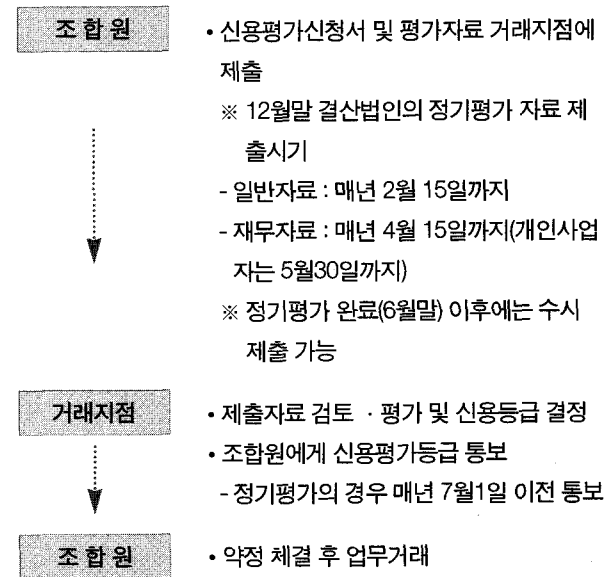 조 합 원
• 신용평가신청서 및 평가자료 거래지점에
제출
※ 12월말 결산법인의 정기평가 자료 제
출시기
- 일반자료 : 매년 2월 15일까지
- 재무자료 : 매년 4월 15일까지(개인사업
자는 5월30일까지)
※ 정기평가 완료(6월말) 이후에는 수시
제출 가능
거래지점
• 제출자료 검토 · 평가 및 신용등급 결정
• 조합원에게 신용평가등급 통보
- 정기평가의 경우 매년 7월1일 이전 통보
조 합 원
• 약정 체결 후 업무거래